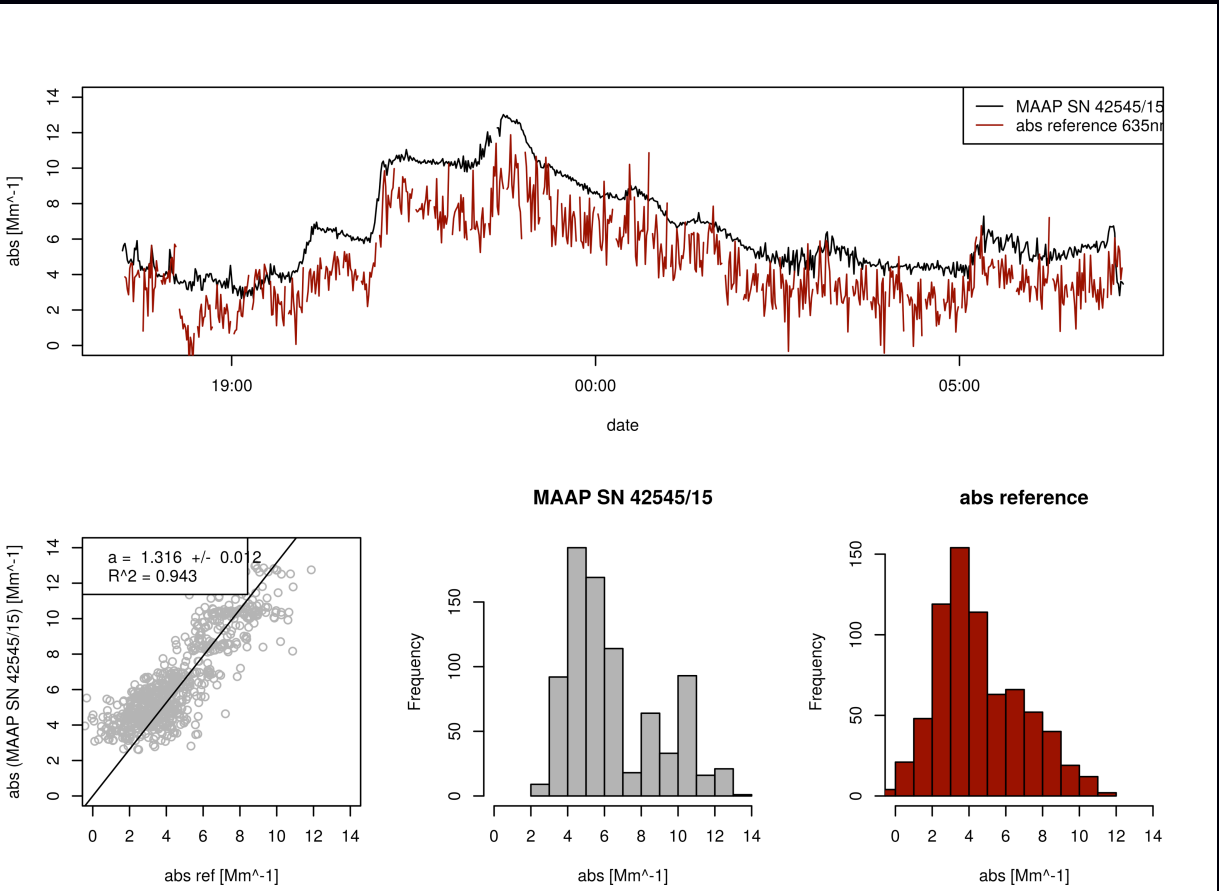 14
12
10
8
6
4
2
0
abs [Mm^-1]
MAAP SN 42545/15
abs reference 635n
19:00
00:00
05:00
date
14
12
10
8
6
4
2
0
abs (MAAP SN 42545/15) [Mm^-1]
a = 1.316 +/- 0.012
R^2 = 0.943
0 2 4 6 8 10 12 14
abs ref [Mm^-1]
MAAP SN 42545/15
150
100
50
0
Frequency
0 2 4 6 8 10 12 14
abs [Mm^-1]
abs reference
150
100
50
0
Frequency
0 2 4 6 8 10 12 14
abs [Mm^-1]